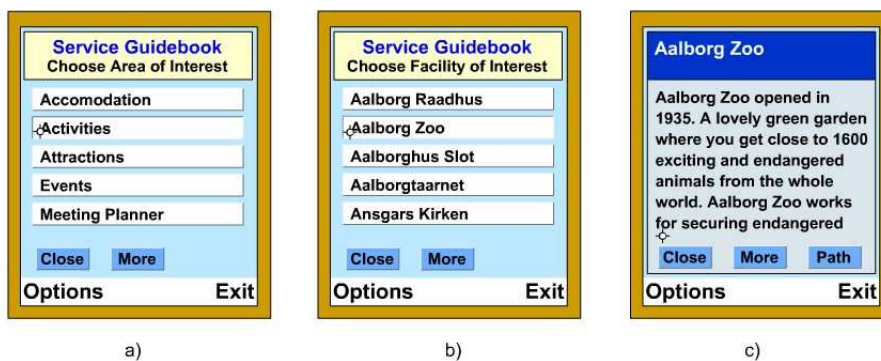 Service Guidebook
Choose Area of Interest
Accomodation
Activities
Attractions
Events
Meeting Planner
Close More
Options Exit
a)
Service Guidebook
Choose Facility of Interest
Aalborg Raadhus
Aalborg Zoo
Aalborghus Slot
Aalborgtaarnet
Ansgars Kirken
Close More
Options Exit
b)
Aalborg Zoo
Aalborg Zoo opened in
1935. A lovely green garden
where you get close to 1600
exciting and endangered
animals from the whole
world. Aalborg Zoo works
for securing endangered
Close More Path
Options Exit
c)